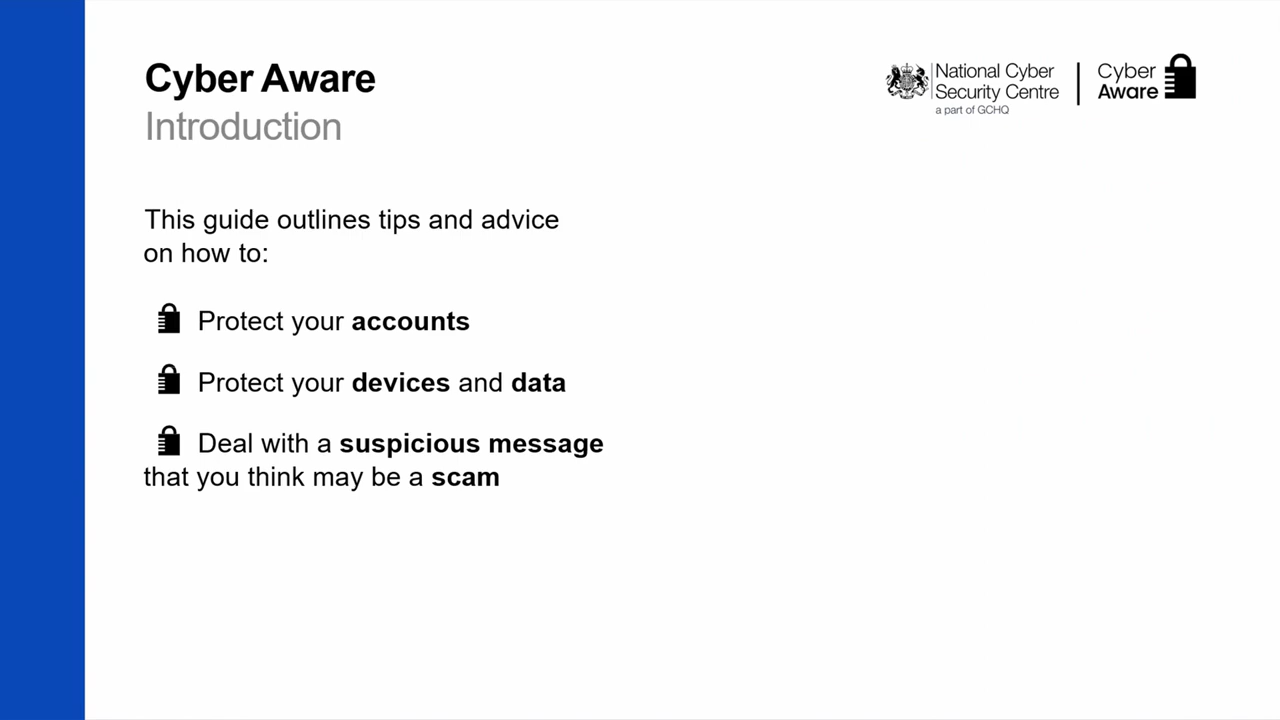 Cyber Aware
Introduction
National Cyber
Security Centre
a part of GCHQ
Cyber
Aware
This guide outlines tips and advice
on how to:
Protect your accounts
Protect your devices and data
Deal with a suspicious message
that you think may be a scam